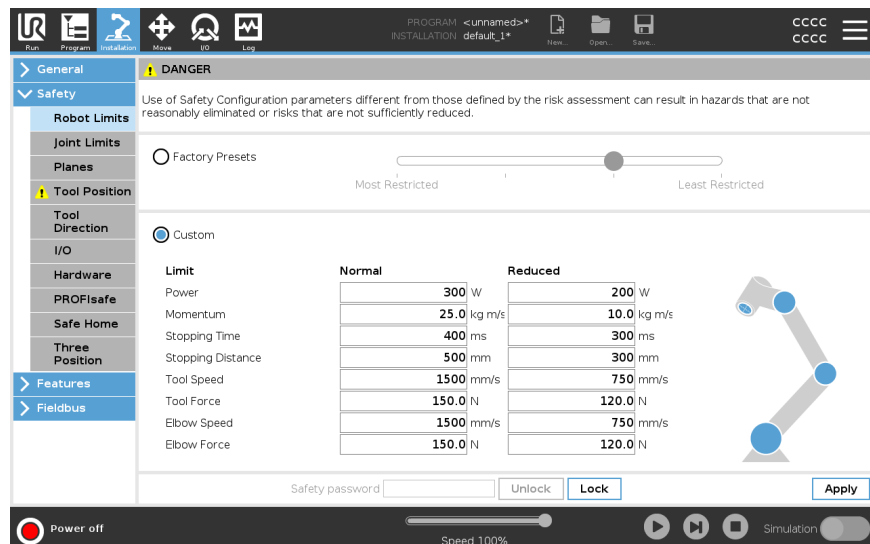 PROGRAM <unnamed>*
INSTALLATION default_1*
CCCC
CCCC
Run Program Installation Move I/O Log New... Open... Save...
General
Safety
Robot Limits
Joint Limits
Planes
Tool Position
Tool
Direction
I/O
Hardware
PROFIsafe
Safe Home
Three
Position
Features
Fieldbus
DANGER
Use of Safety Configuration parameters different from those defined by the risk assessment can result in hazards that are not
reasonably eliminated or risks that are not sufficiently reduced.
Factory Presets
Most Restricted Least Restricted
Custom
Limit Normal Reduced
Power 300 W 200 W
Momentum 25.0 kg m/s 10.0 kg m/s
Stopping Time 400 ms 300 ms
Stopping Distance 500 mm 300 mm
Tool Speed 1500 mm/s 750 mm/s
Tool Force 150.0 N 120.0 N
Elbow Speed 1500 mm/s 750 mm/s
Elbow Force 150.0 N 120.0 N
Safety password Unlock Lock Apply
Power off
Speed 100%
Simulation